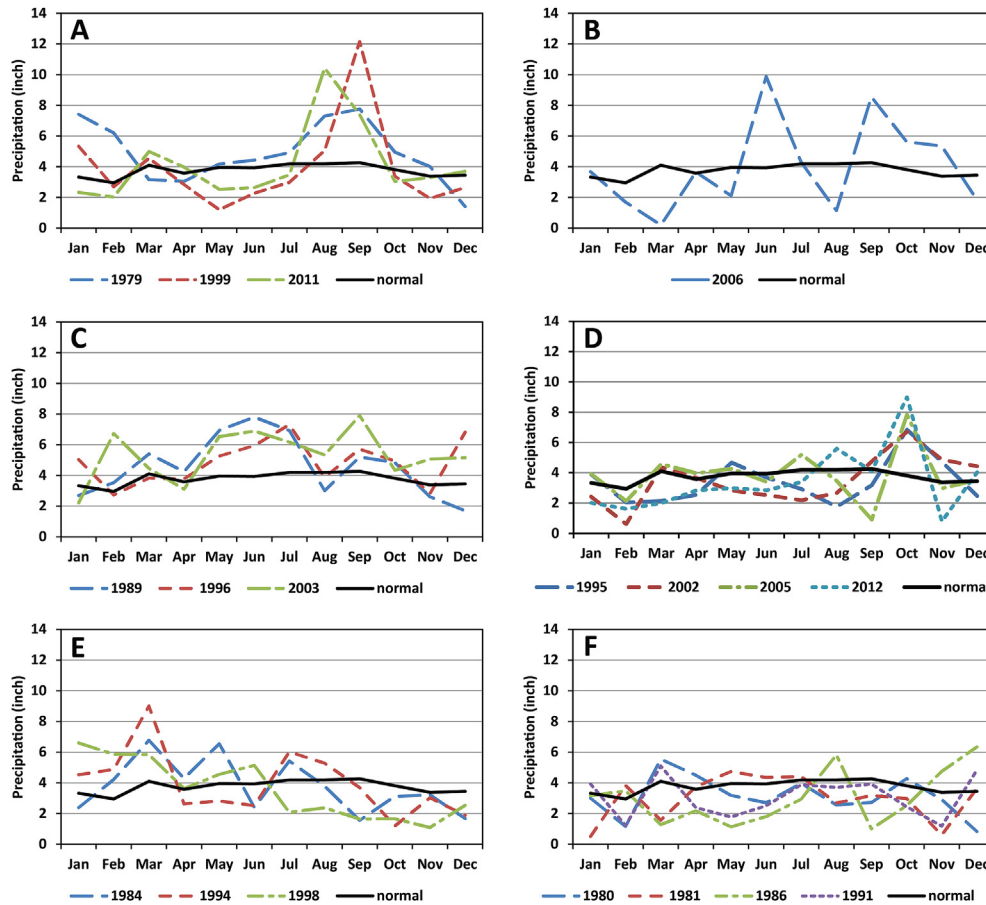 A
Precipitation (inch)
14
12
10
8
6
4
2
0
Jan Feb Mar Apr May Jun Jul Aug Sep Oct Nov Dec
1979 1999 2011 normal
B
Precipitation (inch)
14
12
10
8
6
4
2
0
Jan Feb Mar Apr May Jun Jul Aug Sep Oct Nov Dec
2006 normal
C
Precipitation (inch)
14
12
10
8
6
4
2
0
Jan Feb Mar Apr May Jun Jul Aug Sep Oct Nov Dec
1989 1996 2003 normal
D
Precipitation (inch)
14
12
10
8
6
4
2
0
Jan Feb Mar Apr May Jun Jul Aug Sep Oct Nov Dec
1995 2002 2005 2012 normal
E
Precipitation (inch)
14
12
10
8
6
4
2
0
Jan Feb Mar Apr May Jun Jul Aug Sep Oct Nov Dec
1984 1994 1998 normal
F
Precipitation (inch)
14
12
10
8
6
4
2
0
Jan Feb Mar Apr May Jun Jul Aug Sep Oct Nov Dec
1980 1981 1986 1991 normal